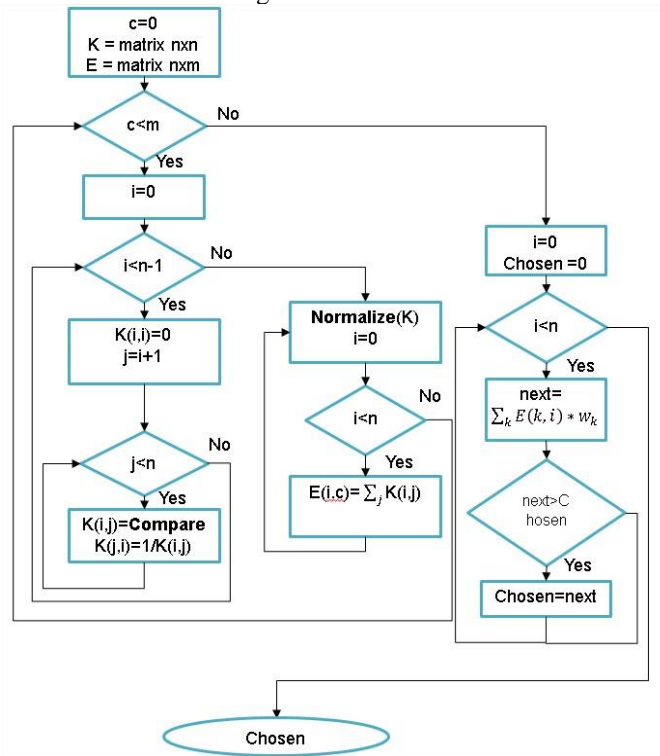 c=0
K = matrix nxn
E = matrix nxm
c<m
No
Yes
i=0
i<n-1
No
Yes
K(i,i)=0
j=i+1
j<n
No
Yes
K(i,j)=Compare
K(j,i)=1/K(i,j)
Normalize(K)
i=0
i<n
No
Yes
E(i,c)= ∑j K(i,j)
i=0
Chosen =0
i<n
Yes
next=
∑k E(k, i) * wk
next>C
hosen
Yes
Chosen=next
Chosen